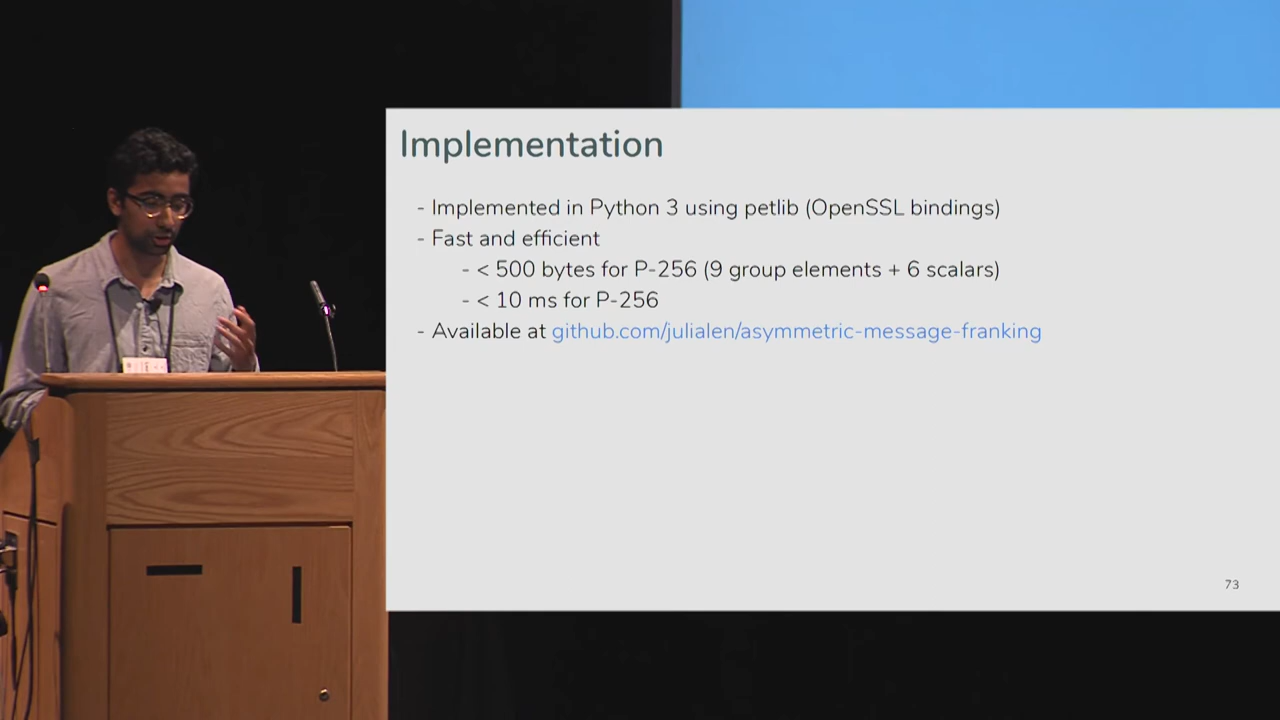 Implementation
- Implemented in Python 3 using petlib (OpenSSL bindings)
- Fast and efficient
- < 500 bytes for P-256 (9 group elements + 6 scalars)
- < 10 ms for P-256
- Available at github.com/julialen/asymmetric-message-franking
73